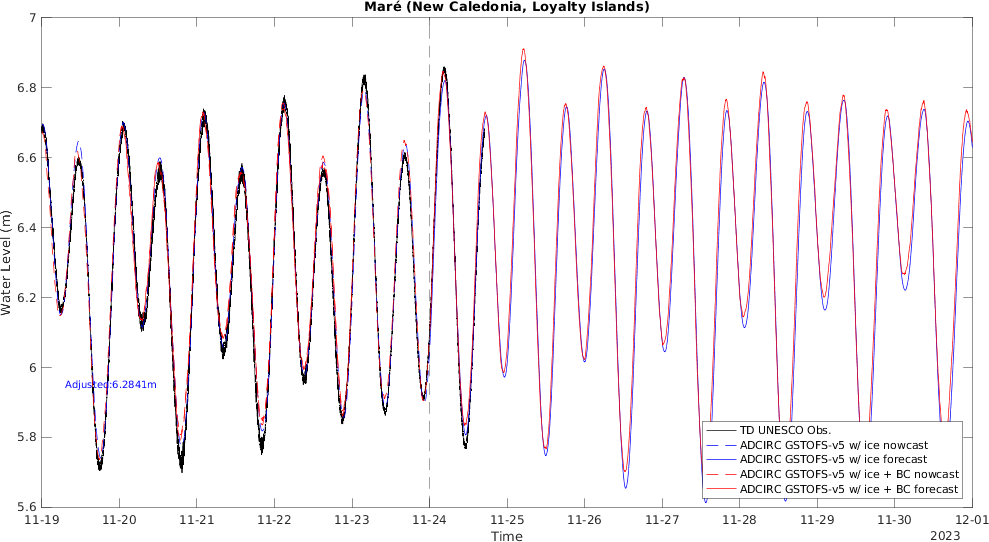 Maré (New Caledonia, Loyalty Islands)
7
6.8
6.6
6.4
6.2
6
5.8
5.6
Water Level (m)
Adjusted:6.2841m
TD UNESCO Obs.
ADCIRC GSTOFS-v5 w/ ice nowcast
ADCIRC GSTOFS-v5 w/ ice forecast
ADCIRC GSTOFS-v5 w/ ice + BC nowcast
ADCIRC GSTOFS-v5 w/ ice + BC forecast
11-19 11-20 11-21 11-22 11-23 11-24 11-25 11-26 11-27 11-28 11-29 11-30 12-01
Time
2023